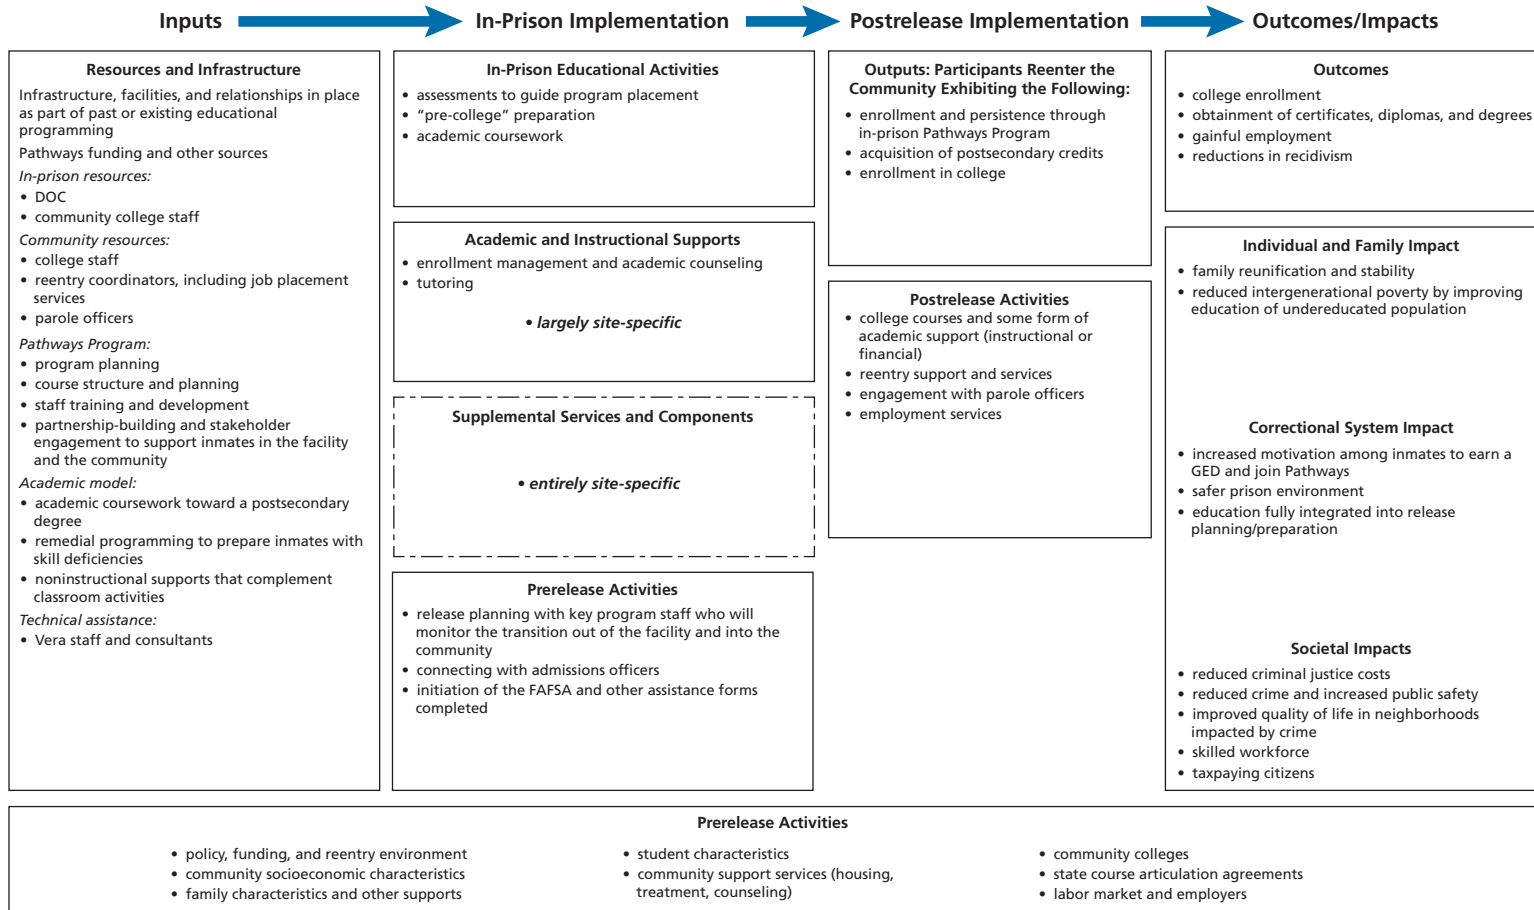 Inputs
In-Prison Implementation
Postrelease Implementation
Outcomes/Impacts
Resources and Infrastructure
Infrastructure, facilities, and relationships in place
as part of past or existing educational
programming
Pathways funding and other sources
In-prison resources:
• DOC
• community college staff
Community resources:
• college staff
• reentry coordinators, including job placement
services
• parole officers
Pathways Program:
• program planning
• course structure and planning
• staff training and development
• partnership-building and stakeholder
engagement to support inmates in the facility
and the community
Academic model:
• academic coursework toward a postsecondary
degree
• remedial programming to prepare inmates with
skill deficiencies
• noninstructional supports that complement
classroom activities
Technical assistance:
• Vera staff and consultants
In-Prison Educational Activities
• assessments to guide program placement
• “pre-college” preparation
• academic coursework
Academic and Instructional Supports
• enrollment management and academic counseling
• tutoring
• largely site-specific
Supplemental Services and Components
• entirely site-specific
Prerelease Activities
• release planning with key program staff who will
monitor the transition out of the facility and into the
community
• connecting with admissions officers
• initiation of the FAFSA and other assistance forms
completed
Outputs: Participants Reenter the
Community Exhibiting the Following:
• enrollment and persistence through
in-prison Pathways Program
• acquisition of postsecondary credits
• enrollment in college
Postrelease Activities
• college courses and some form of
academic support (instructional or
financial)
• reentry support and services
• engagement with parole officers
• employment services
Outcomes
• college enrollment
• obtainment of certificates, diplomas, and degrees
• gainful employment
• reductions in recidivism
Individual and Family Impact
• family reunification and stability
• reduced intergenerational poverty by improving
education of undereducated population
Correctional System Impact
• increased motivation among inmates to earn a
GED and join Pathways
• safer prison environment
• education fully integrated into release
planning/preparation
Societal Impacts
• reduced criminal justice costs
• reduced crime and increased public safety
• improved quality of life in neighborhoods
impacted by crime
• skilled workforce
• taxpaying citizens
Prerelease Activities
• policy, funding, and reentry environment
• community socioeconomic characteristics
• family characteristics and other supports
• student characteristics
• community support services (housing,
treatment, counseling)
• community colleges
• state course articulation agreements
• labor market and employers